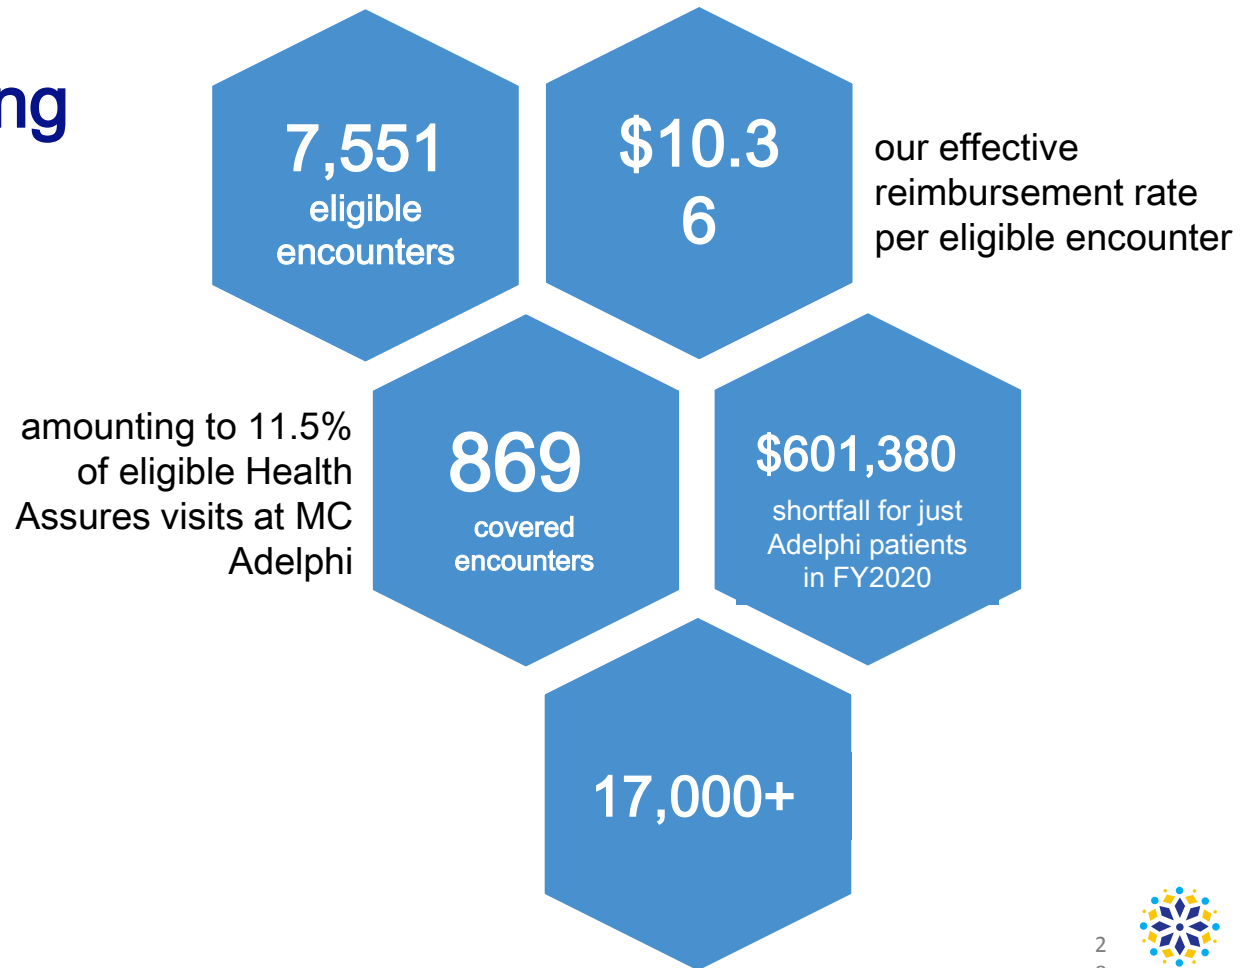 ng
7,551
eligible
encounters
$10.3
6
our effective
reimbursement rate
per eligible encounter
amounting to 11.5%
of eligible Health
Assures visits at MC
Adelphi
869
covered
encounters
$601,380
shortfall for just
Adelphi patients
in FY2020
17,000+
2